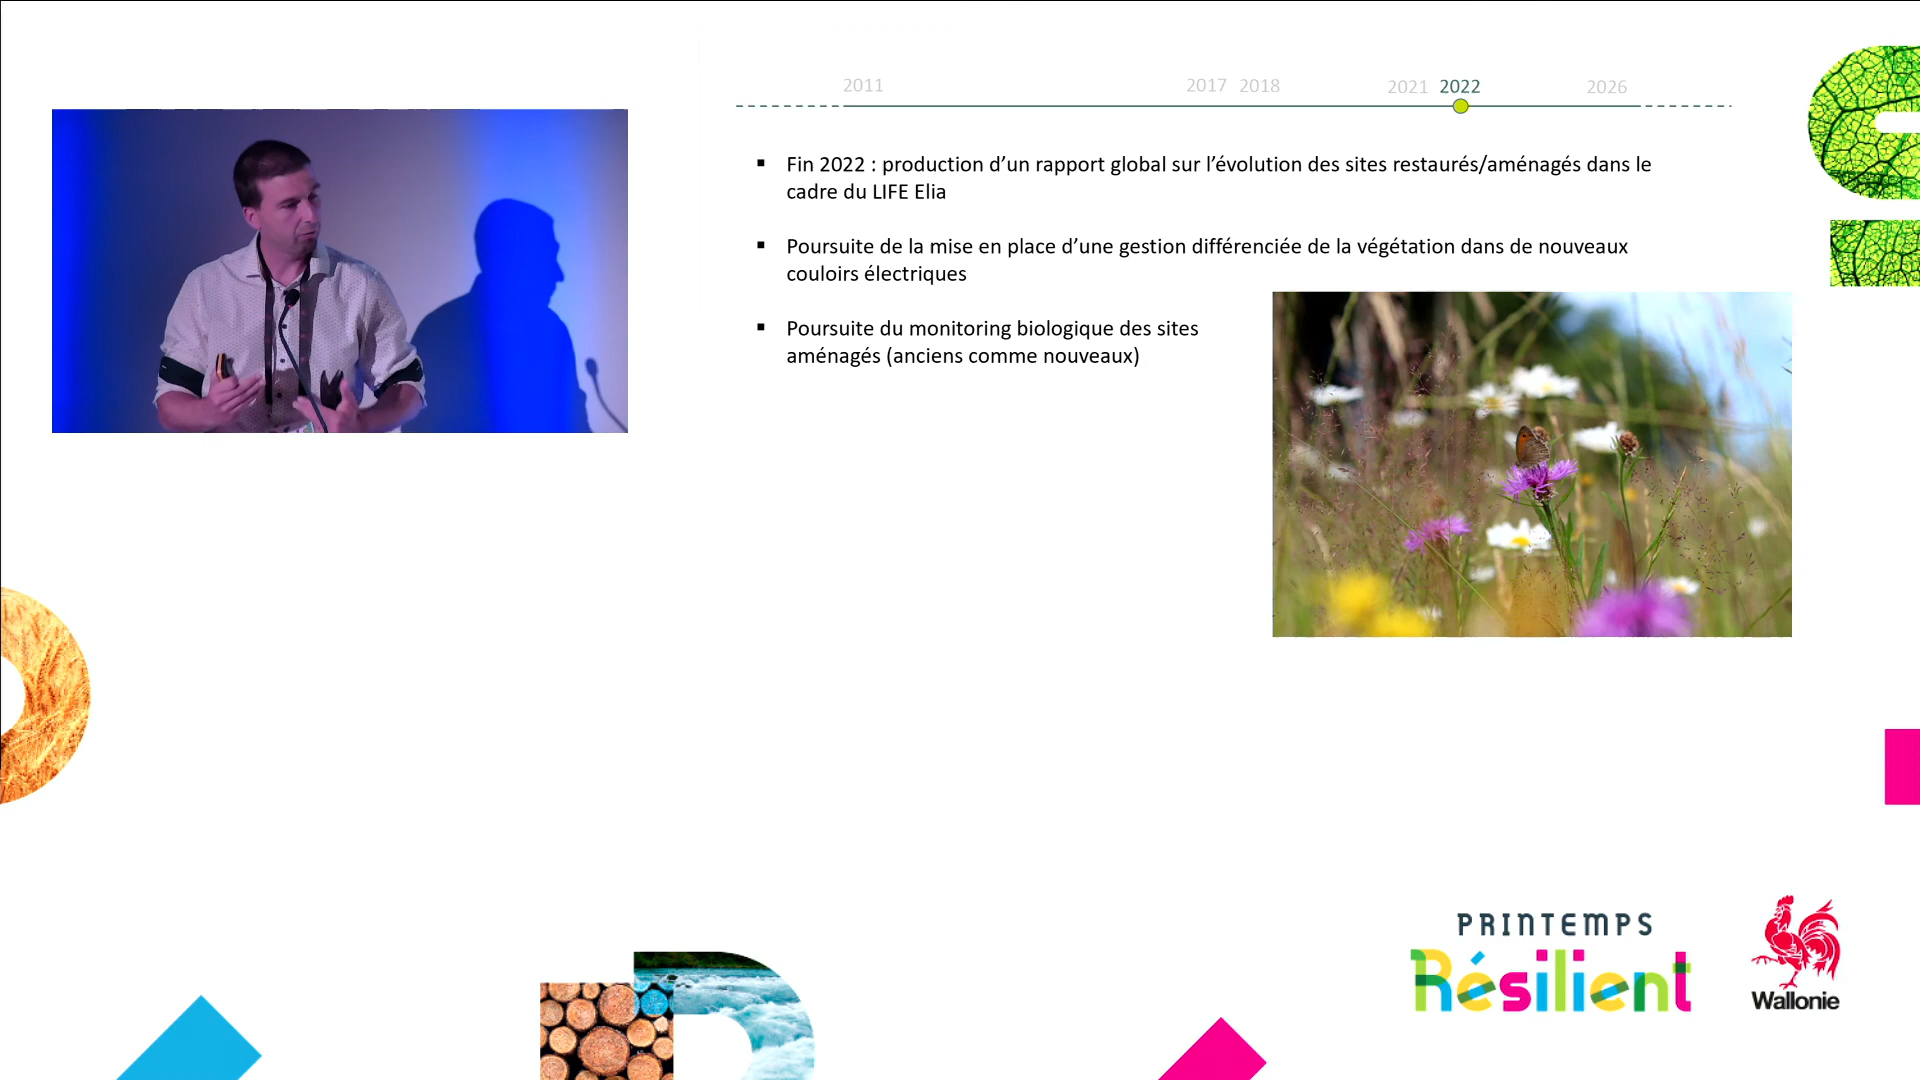 2011 2017 2018 2021 2022 2026
▪ Fin 2022 : production d’un rapport global sur l’évolution des sites restaurés/aménagés dans le
cadre du LIFE Elia
▪ Poursuite de la mise en place d’une gestion différenciée de la végétation dans de nouveaux
couloirs électriques
▪ Poursuite du monitoring biologique des sites
aménagés (anciens comme nouveaux)
PRINTEMPS
Résilient
Wallonie